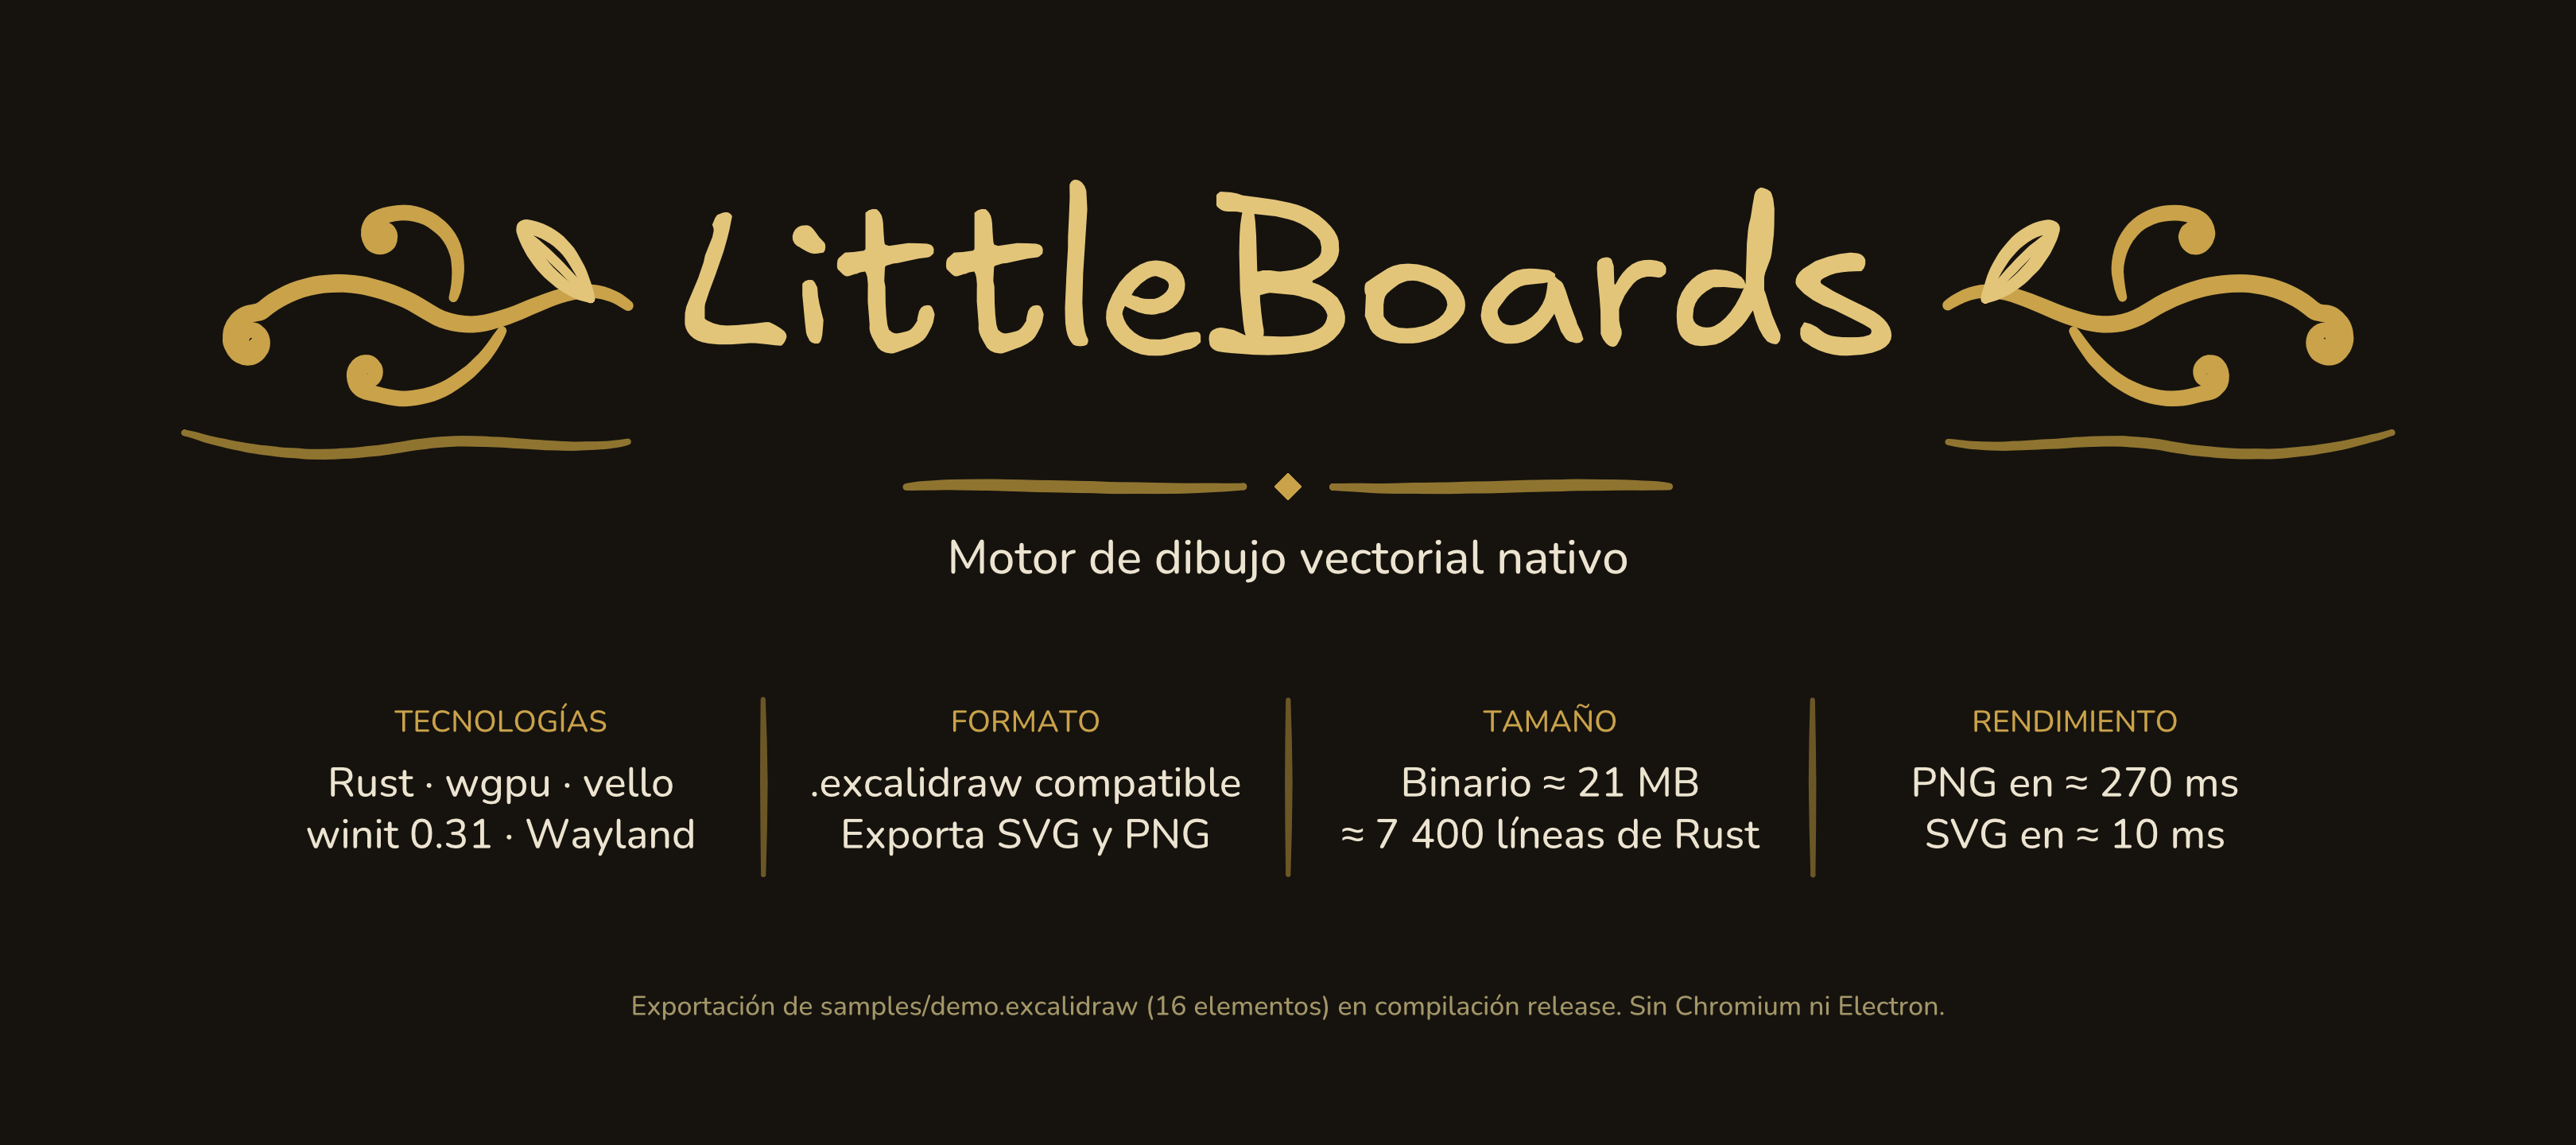 LittleBoards
Motor de dibujo vectorial nativo
TECNOLOGÍAS
Rust · wgpu · vello
winit 0.31 · Wayland
FORMATO
.excalidraw compatible
Exporta SVG y PNG
TAMAÑO
Binario ≈ 21 MB
≈ 7 400 líneas de Rust
RENDIMIENTO
PNG en ≈ 270 ms
SVG en ≈ 10 ms
Exportación de samples/demo.excalidraw (16 elementos) en compilación release. Sin Chromium ni Electron.